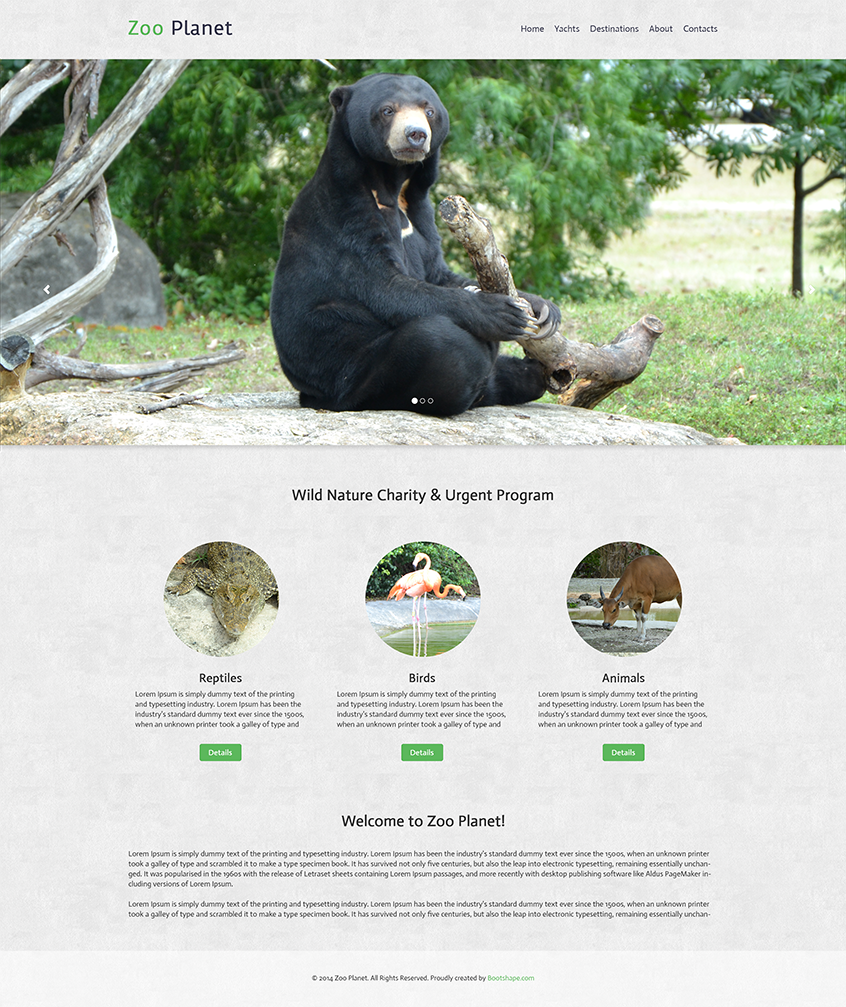 Zoo Planet
Home Yachts Destinations About Contacts
Wild Nature Charity & Urgent Program
Reptiles
Lorem Ipsum is simply dummy text of the printing
and typesetting industry. Lorem Ipsum has been the
industry's standard dummy text ever since the 1500s,
when an unknown printer took a galley of type and
Details
Birds
Lorem Ipsum is simply dummy text of the printing
and typesetting industry. Lorem Ipsum has been the
industry's standard dummy text ever since the 1500s,
when an unknown printer took a galley of type and
Details
Animals
Lorem Ipsum is simply dummy text of the printing
and typesetting industry. Lorem Ipsum has been the
industry's standard dummy text ever since the 1500s,
when an unknown printer took a galley of type and
Details
Welcome to Zoo Planet!
Lorem Ipsum is simply dummy text of the printing and typesetting industry. Lorem Ipsum has been the industry's standard dummy text ever since the 1500s, when an unknown printer
took a galley of type and scrambled it to make a type specimen book. It has survived not only five centuries, but also the leap into electronic typesetting, remaining essentially unchan-
ged. It was popularised in the 1960s with the release of Letraset sheets containing Lorem Ipsum passages, and more recently with desktop publishing software like Aldus PageMaker in-
cluding versions of Lorem Ipsum.
Lorem Ipsum is simply dummy text of the printing and typesetting industry. Lorem Ipsum has been the industry's standard dummy text ever since the 1500s, when an unknown printer
took a galley of type and scrambled it to make a type specimen book. It has survived not only five centuries, but also the leap into electronic typesetting, remaining essentially unchan-
© 2014 Zoo Planet. All Rights Reserved. Proudly created by Bootshape.com